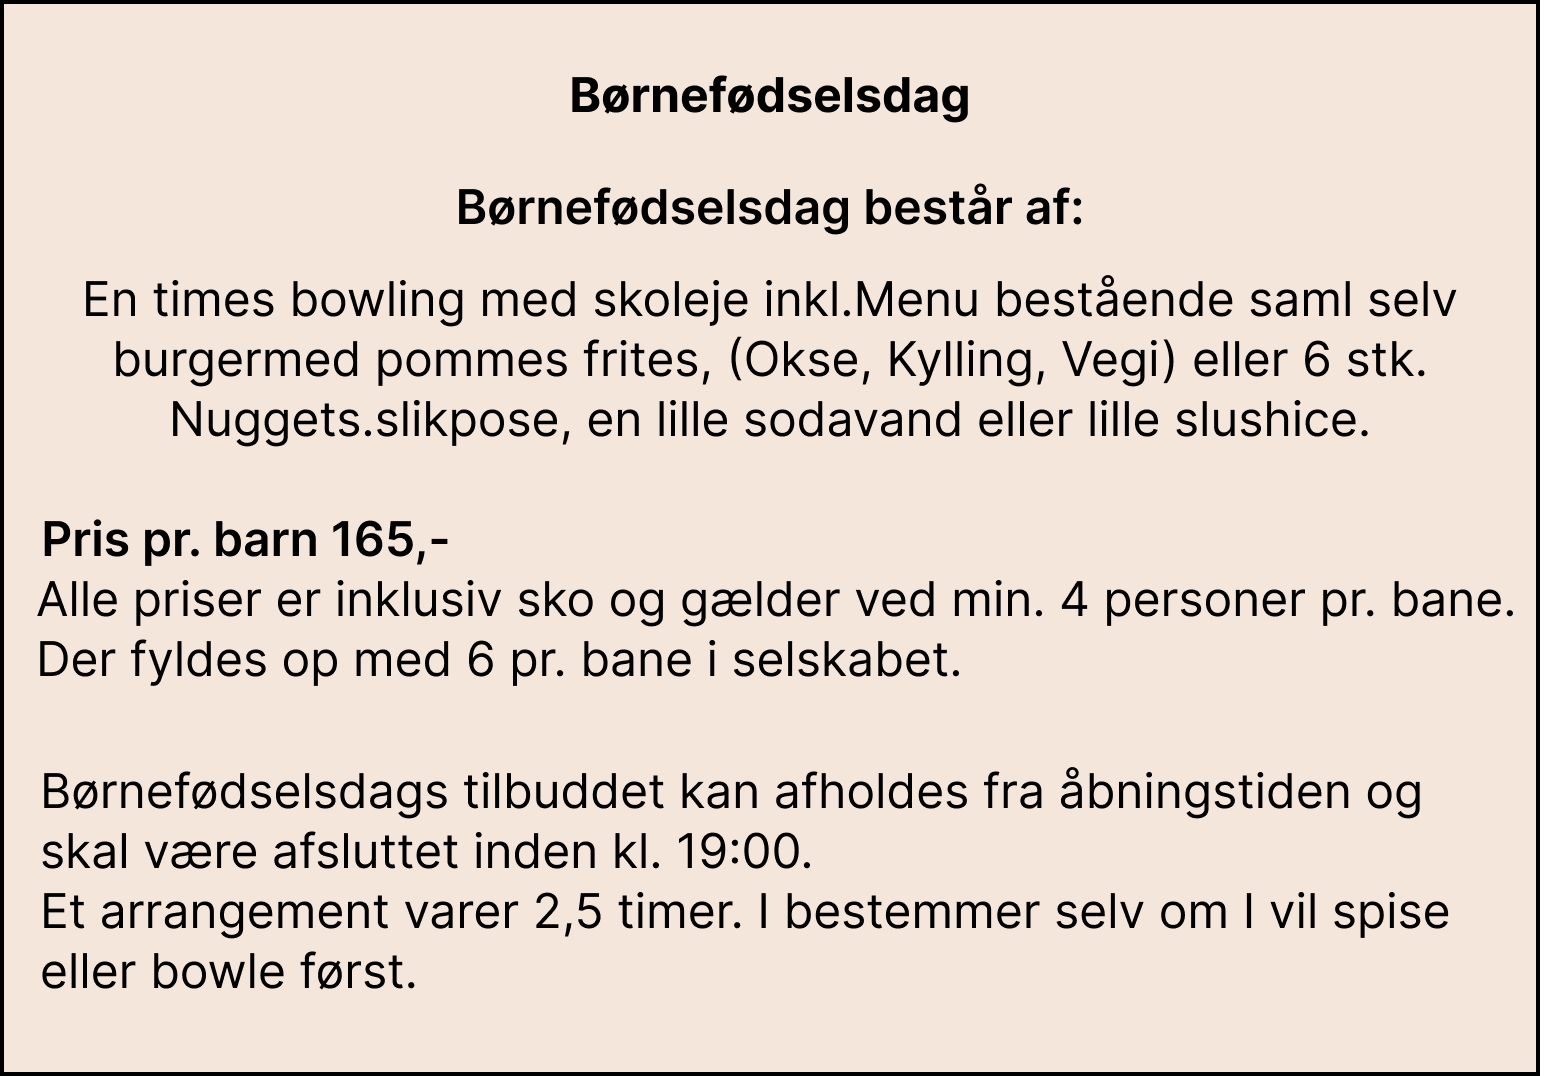 Børnefødselsdag
Børnefødselsdag består af:
En times bowling med skoleje inkl.Menu bestående saml selv
burgermed pommes frites, (Okse, Kylling, Vegi) eller 6 stk.
Nuggets.slikpose, en lille sodavand eller lille slushice.
Pris pr. barn 165,-
Alle priser er inklusiv sko og gælder ved min. 4 personer pr. bane.
Der fyldes op med 6 pr. bane i selskabet.
Børnefødselsdags tilbuddet kan afholdes fra åbningstiden og
skal være afsluttet inden kl. 19:00.
Et arrangement varer 2,5 timer. I bestemmer selv om I vil spise
eller bowle først.